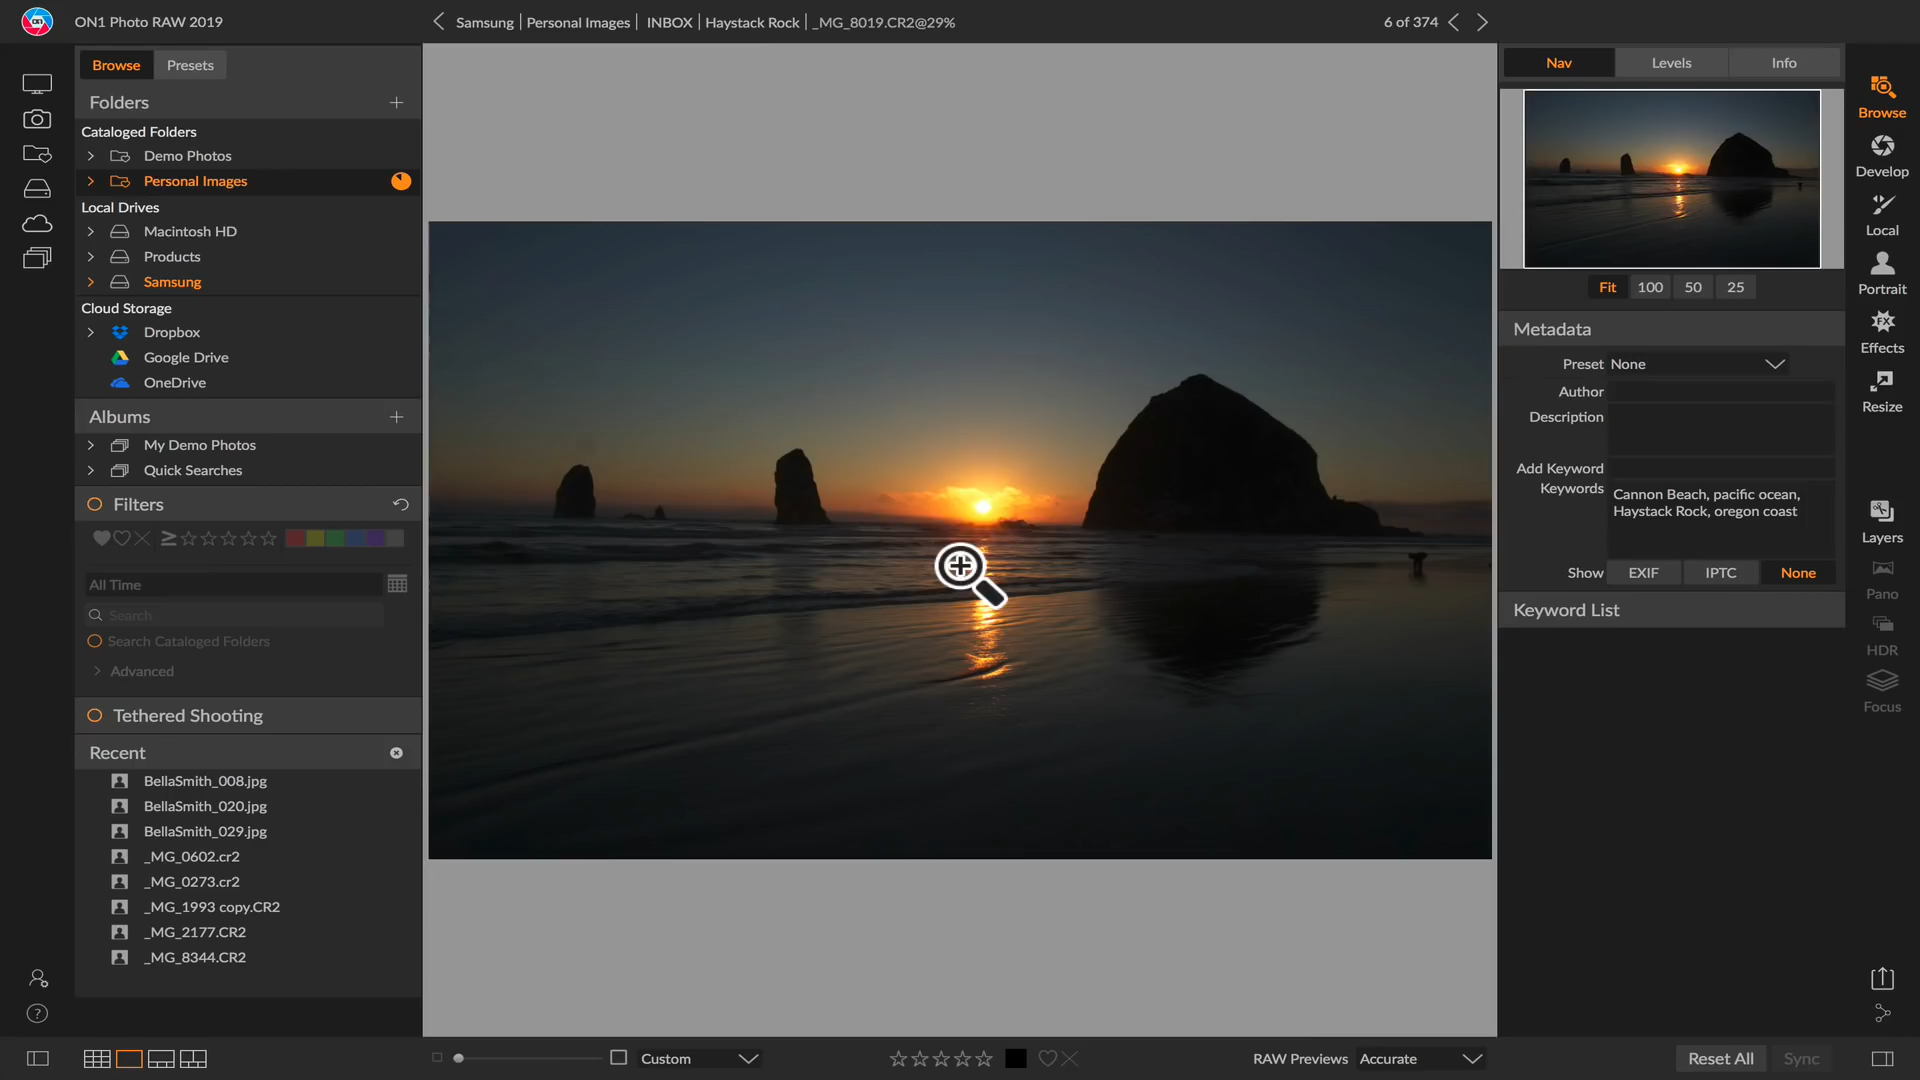 ON1 Photo RAW 2019
Samsung | Personal Images | INBOX | Haystack Rock | _MG_8019.CR2@29%
6 of 374
Browse Presets
Folders
Cataloged Folders
Demo Photos
Personal Images
Local Drives
Macintosh HD
Products
Samsung
Cloud Storage
Dropbox
Google Drive
OneDrive
Albums
My Demo Photos
Quick Searches
Filters
All Time
Search
Search Cataloged Folders
Advanced
Tethered Shooting
Recent
BellaSmith_008.jpg
BellaSmith_020.jpg
BellaSmith_029.jpg
_MG_0602.cr2
_MG_0273.cr2
_MG_1993 copy.CR2
_MG_2177.CR2
_MG_8344.CR2
Custom
RAW Previews Accurate
Nav Levels Info
Fit 100 50 25
Metadata
Preset None
Author
Description
Add Keyword
Keywords
Cannon Beach, pacific ocean,
Haystack Rock, oregon coast
Show EXIF IPTC None
Keyword List
Reset All Sync
Browse
Develop
Local
Portrait
FX
Effects
Resize
Layers
Pano
HDR
Focus